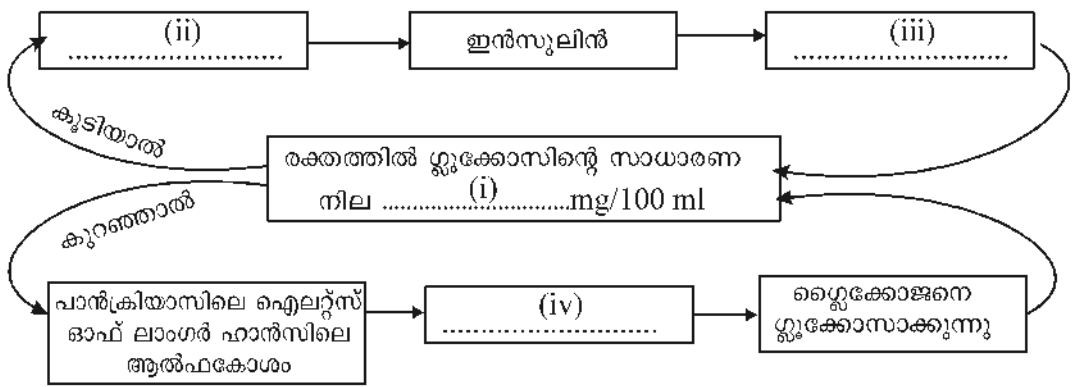 (ii)
............................
ഇൻസുലിൻ
(iii)
............................
കൂടിയാൽ
രക്തത്തിൽ ഗ്ലൂക്കോസിന്റെ സാധാരണ
നില .............(i)..............mg/100 ml
കുറഞ്ഞാൽ
പാൻക്രിയാസിലെ ഐലറ്റ്സ്
ഓഫ് ലാംഗർ ഹാൻസിലെ
ആൽഫകോശം
(iv)
............................
ഗ്ലൈക്കോജനെ
ഗ്ലൂക്കോസാക്കുന്നു